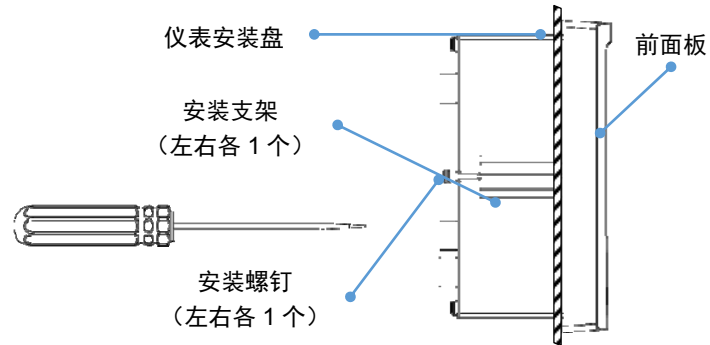 仪表安装盘
前面板
安装支架
（左右各 1 个）
安装螺钉
（左右各 1 个）